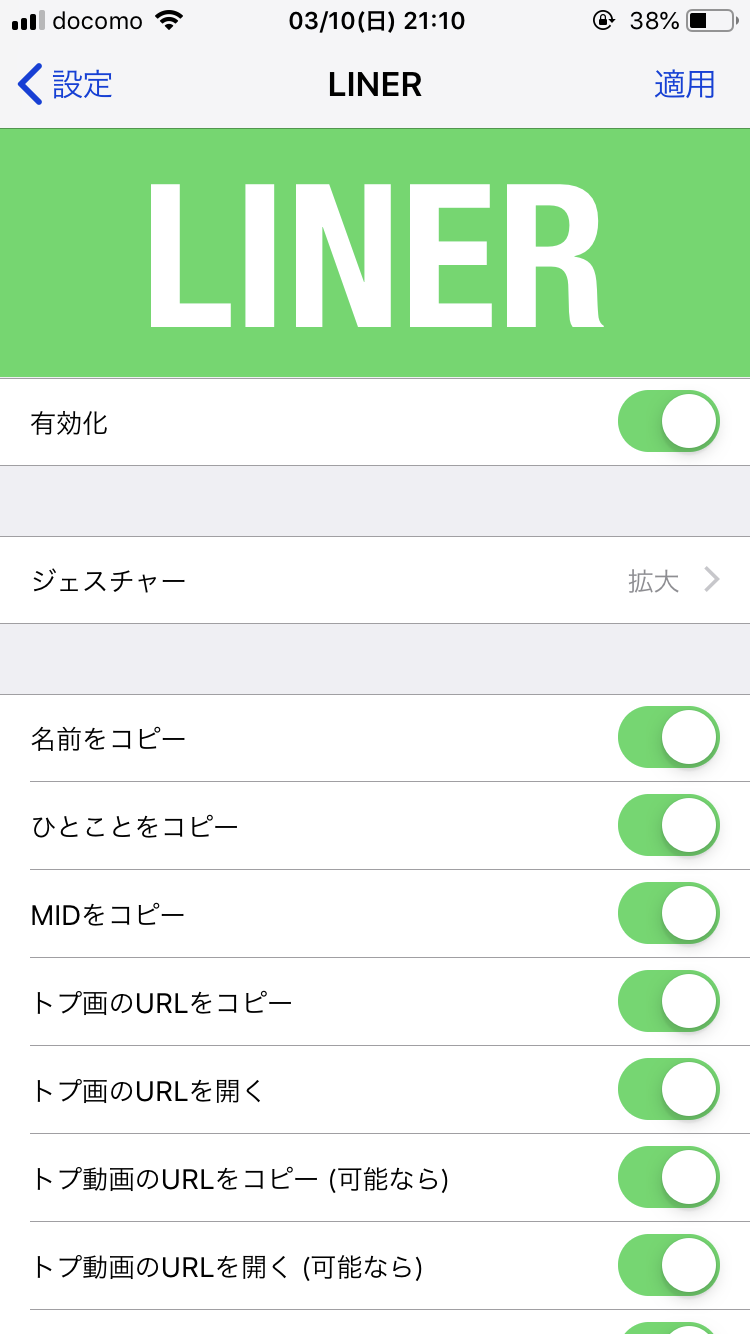 docomo 03/10(日) 21:10 38%
設定 LINER 適用
LINER
有効化
ジェスチャー 拡大
名前をコピー
ひとことをコピー
MIDをコピー
トプ画のURLをコピー
トプ画のURLを開く
トプ動画のURLをコピー (可能なら)
トプ動画のURLを開く (可能なら)